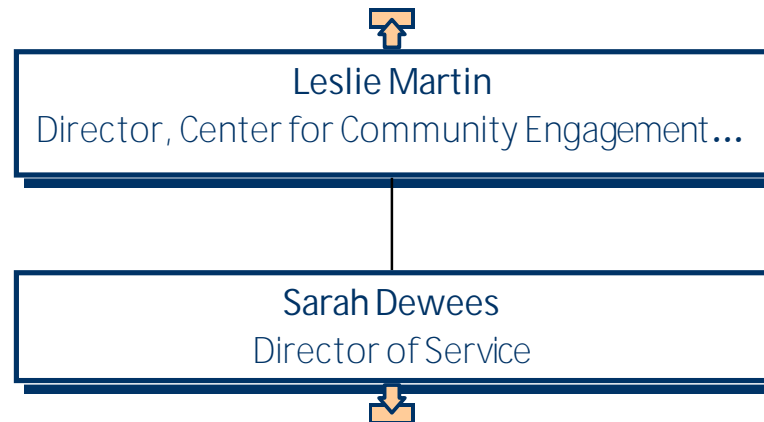 Leslie Martin
Director, Center for Community Engagement...
Sarah Dewees
Director of Service